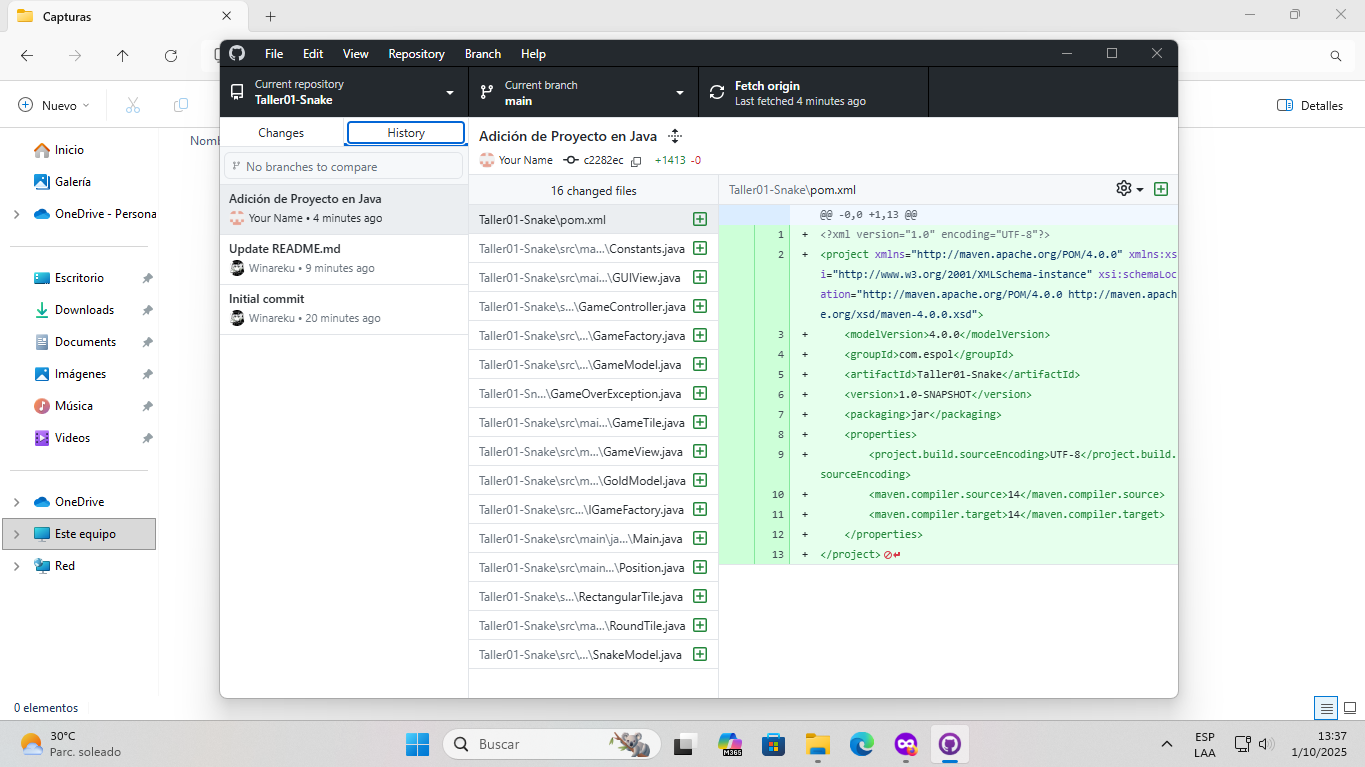 Capturas
File Edit View Repository Branch Help
Nuevo
Detalles
Current repository
Taller01-Snake
Current branch
main
Fetch origin
Last fetched 4 minutes ago
Inicio
Galería
OneDrive - Persona
Escritorio
Downloads
Documents
Imágenes
Música
Videos
OneDrive
Este equipo
Red
0 elementos
Nomb
Changes History
No branches to compare
Adición de Proyecto en Java
Your Name • 4 minutes ago
Update README.md
Winareku • 9 minutes ago
Initial commit
Winareku • 20 minutes ago
Adición de Proyecto en Java
Your Name c2282ec +1413 -0
16 changed files
Taller01-Snake\pom.xml
Taller01-Snake\src\ma...\Constants.java
Taller01-Snake\src\mai...\GUIView.java
Taller01-Snake\s...\GameController.java
Taller01-Snake\src\...\GameFactory.java
Taller01-Snake\src\...\GameModel.java
Taller01-Sn...\GameOverException.java
Taller01-Snake\src\mai...\GameTile.java
Taller01-Snake\src\m...\GameView.java
Taller01-Snake\src\m...\GoldModel.java
Taller01-Snake\src...\IGameFactory.java
Taller01-Snake\src\main\ja...\Main.java
Taller01-Snake\src\main...\Position.java
Taller01-Snake\s...\RectangularTile.java
Taller01-Snake\src\ma...\RoundTile.java
Taller01-Snake\src\...\SnakeModel.java
Taller01-Snake\pom.xml
@@ -0,0 +1,13 @@
1 + <?xml version="1.0" encoding="UTF-8"?>
2 + <project xmlns="http://maven.apache.org/POM/4.0.0" xmlns:xs
i="http://www.w3.org/2001/XMLSchema-instance" xsi:schemaLoc
ation="http://maven.apache.org/POM/4.0.0 http://maven.apach
e.org/xsd/maven-4.0.0.xsd">
3 + <modelVersion>4.0.0</modelVersion>
4 + <groupId>com.espol</groupId>
5 + <artifactId>Taller01-Snake</artifactId>
6 + <version>1.0-SNAPSHOT</version>
7 + <packaging>jar</packaging>
8 + <properties>
9 + <project.build.sourceEncoding>UTF-8</project.build.
sourceEncoding>
10 + <maven.compiler.source>14</maven.compiler.source>
11 + <maven.compiler.target>14</maven.compiler.target>
12 + </properties>
13 + </project>
30°C
Parc. soleado
Buscar
M365
ESP
LAA
13:37
1/10/2025